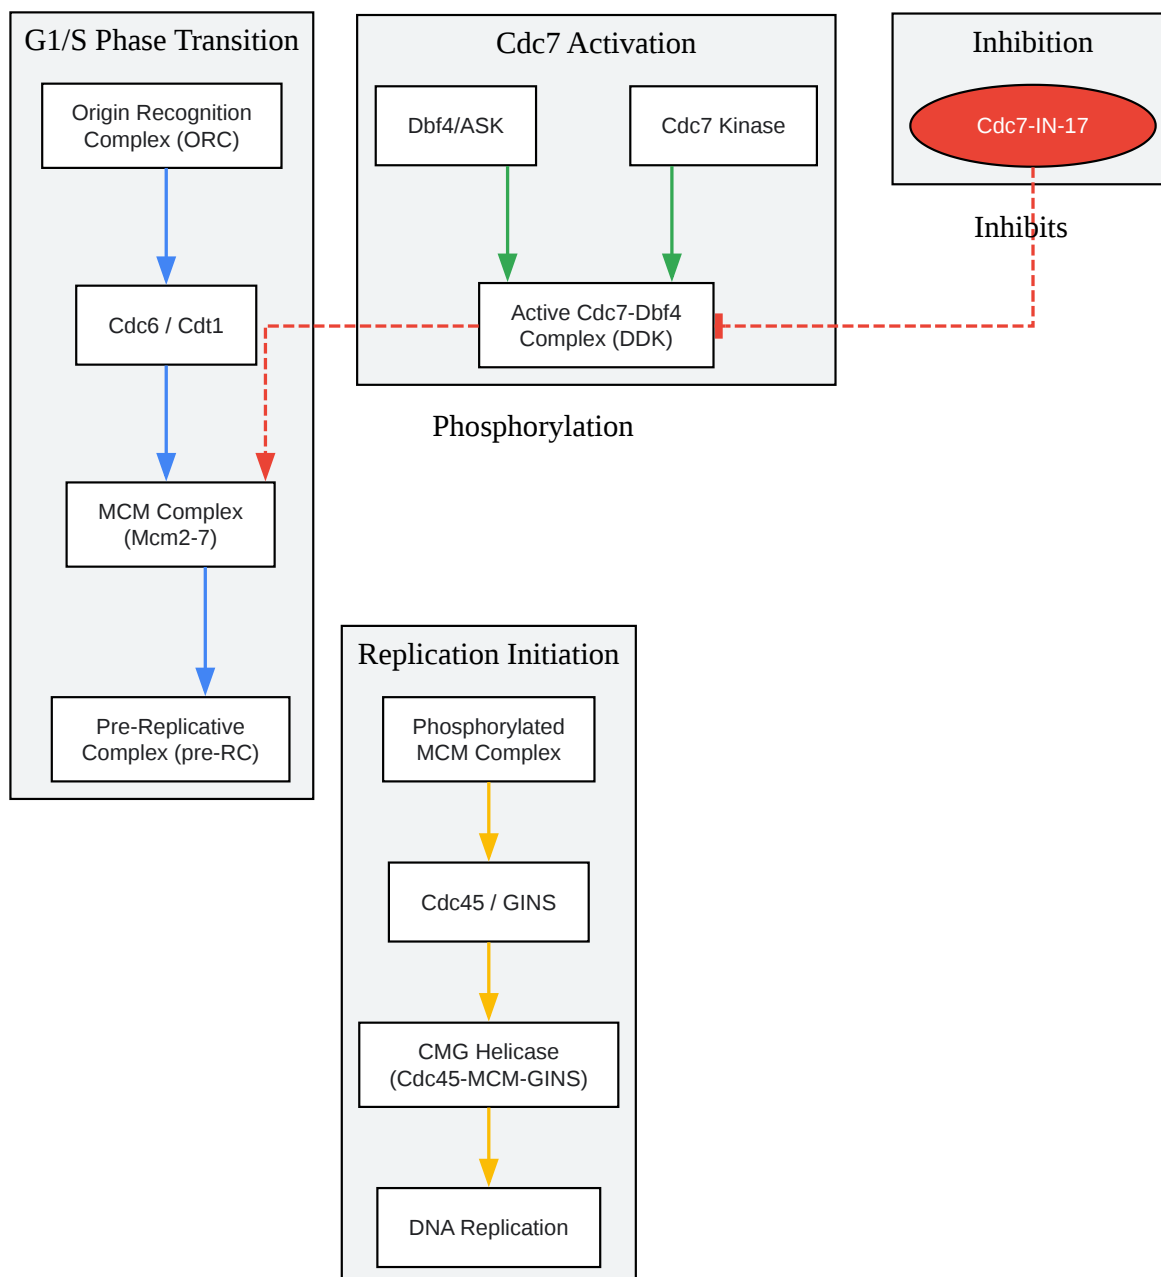 G1/S Phase Transition
Origin Recognition
Complex (ORC)
Cdc6 / Cdt1
MCM Complex
(Mcm2-7)
Pre-Replicative
Complex (pre-RC)
Cdc7 Activation
Dbf4/ASK
Cdc7 Kinase
Active Cdc7-Dbf4
Complex (DDK)
Phosphorylation
Inhibition
Cdc7-IN-17
Inhibits
Replication Initiation
Phosphorylated
MCM Complex
Cdc45 / GINS
CMG Helicase
(Cdc45-MCM-GINS)
DNA Replication